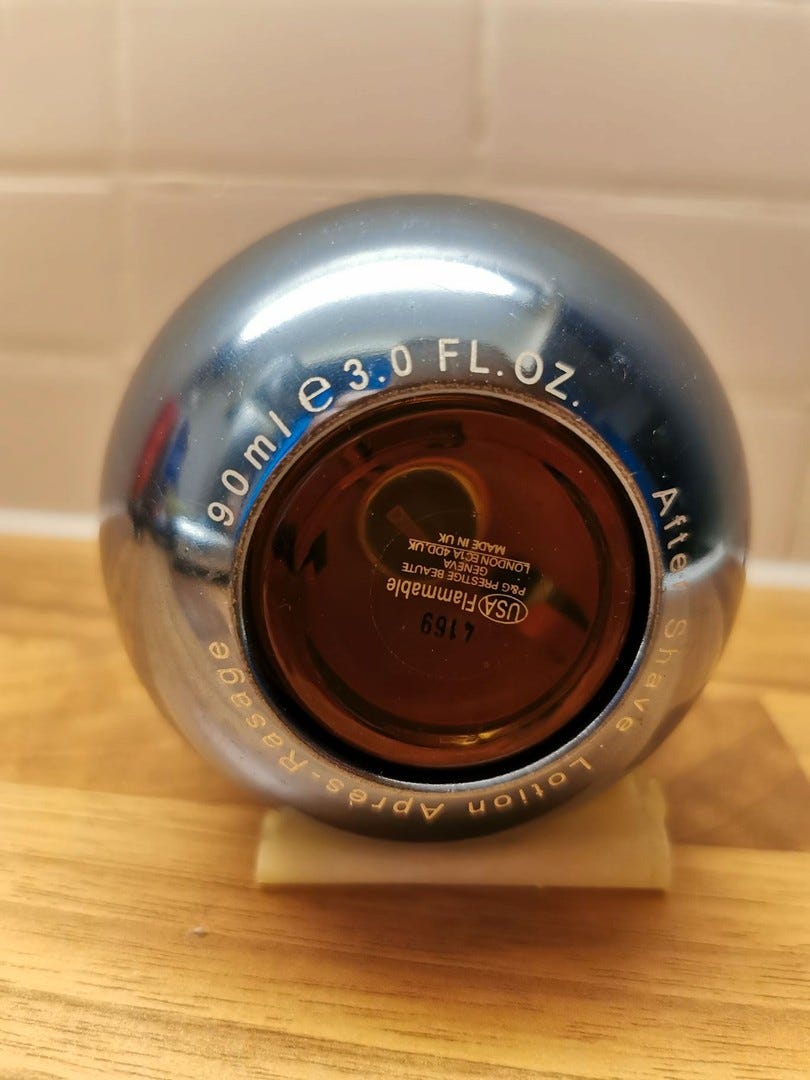 90ml e 3.0 FL.OZ.
After Shave . Lotion Après-Rasage
4169
USA Flammable
P&G PRESTIGE BEAUTE
GENEVA
LONDON EC1A 4DD.UK
MADE IN UK